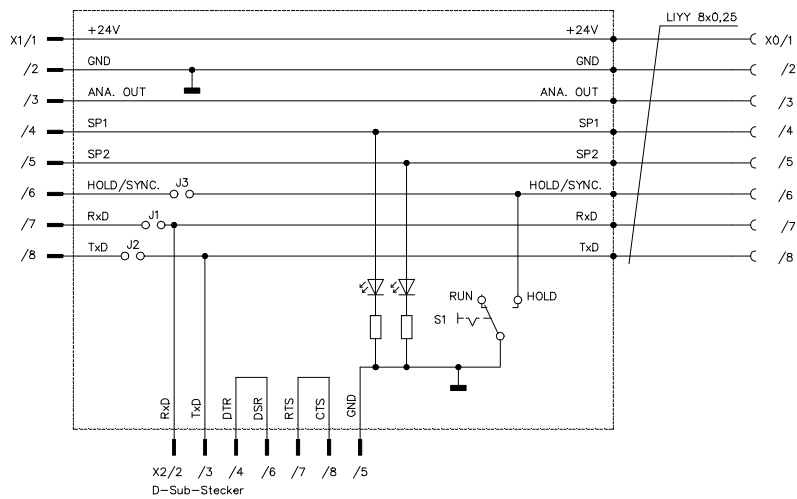 LIYY 8x0,25
X1/1 +24V +24V X0/1
/2 GND GND /2
/3 ANA. OUT ANA. OUT /3
/4 SP1 SP1 /4
/5 SP2 SP2 /5
/6 HOLD/SYNC. J3 HOLD/SYNC. /6
/7 RxD J1 RxD /7
/8 TxD J2 TxD /8
RUN HOLD
S1
RxD TxD DTR DSR RTS CTS GND
X2/2 /3 /4 /6 /7 /8 /5
D-Sub-Stecker